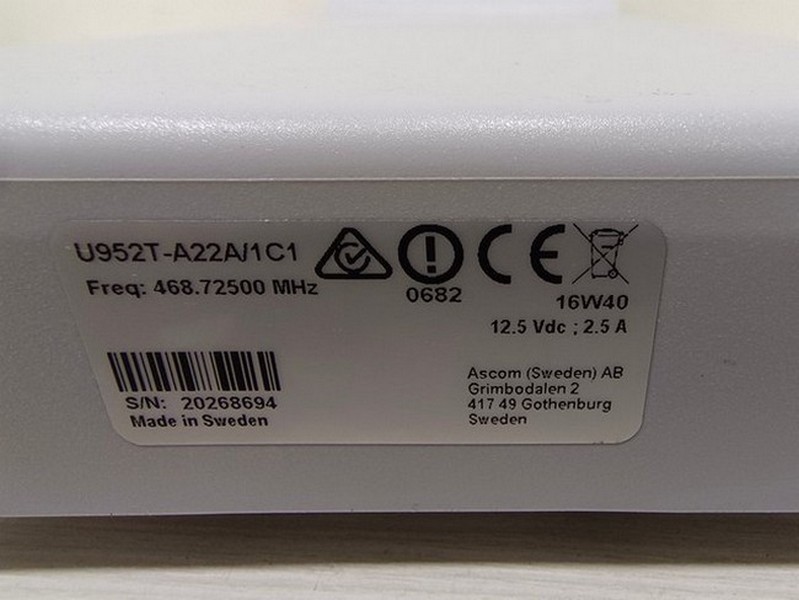 U952T-A22A/1C1
Freq: 468.72500 MHz
0682
CE
16W40
12.5 Vdc ; 2.5 A
S/N: 20268694
Made in Sweden
Ascom (Sweden) AB
Grimbodalen 2
417 49 Gothenburg
Sweden